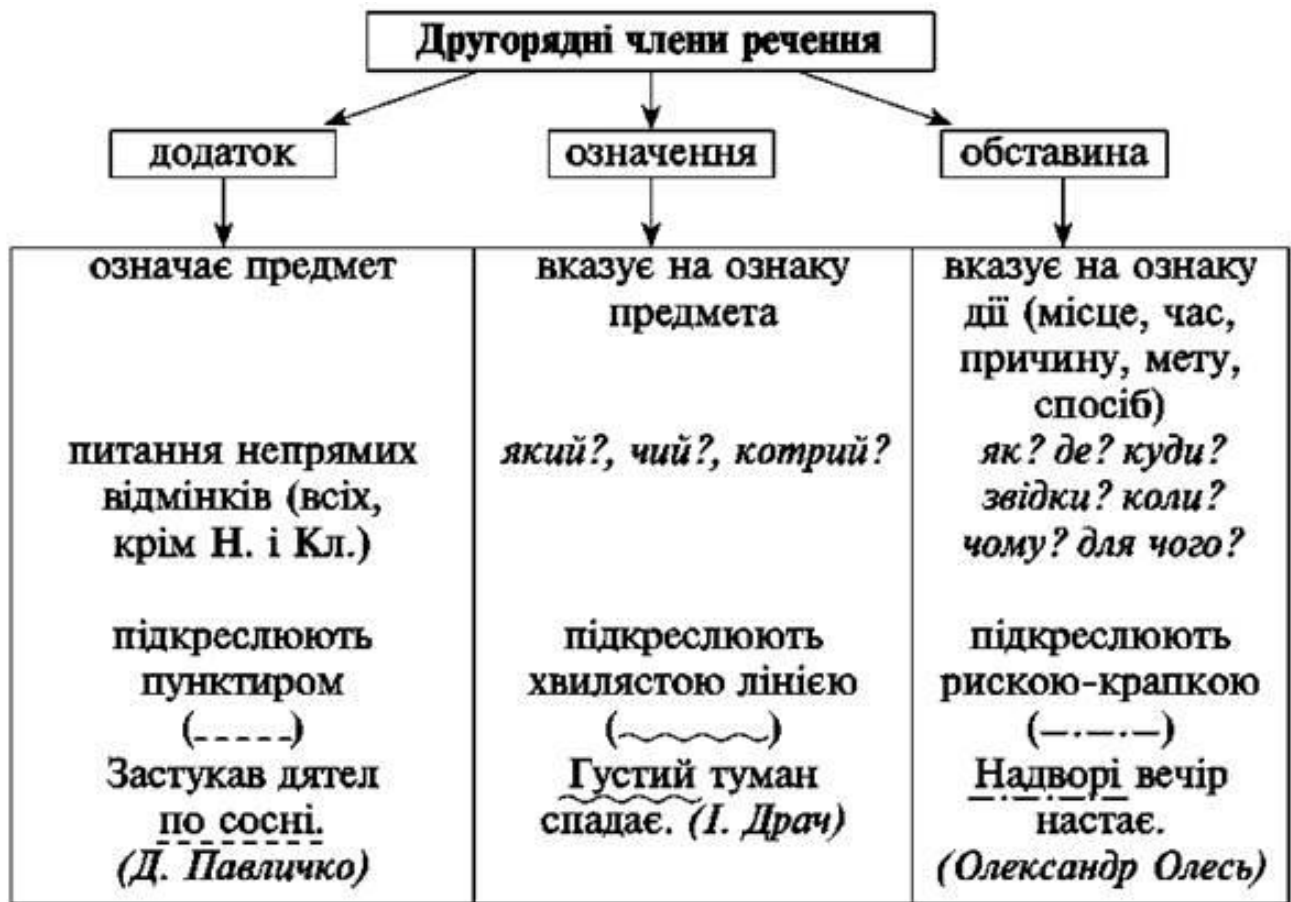 Другорядні члени речення
додаток
означення
обставина
означає предмет
питання непрямих
відмінків (всіх,
крім Н. і Кл.)
підкреслюють
пунктиром
(-----)
Застукав дятел
по сосні.
(Д. Павличко)
вказує на ознаку
предмета
який?, чий?, котрий?
підкреслюють
хвилястою лінією
(﹏﹏﹏)
Густий туман
спадає. (І. Драч)
вказує на ознаку
дії (місце, час,
причину, мету,
спосіб)
як? де? куди?
звідки? коли?
чому? для чого?
підкреслюють
рискою-крапкою
(—·—·—)
Надворі вечір
настає.
(Олександр Олесь)